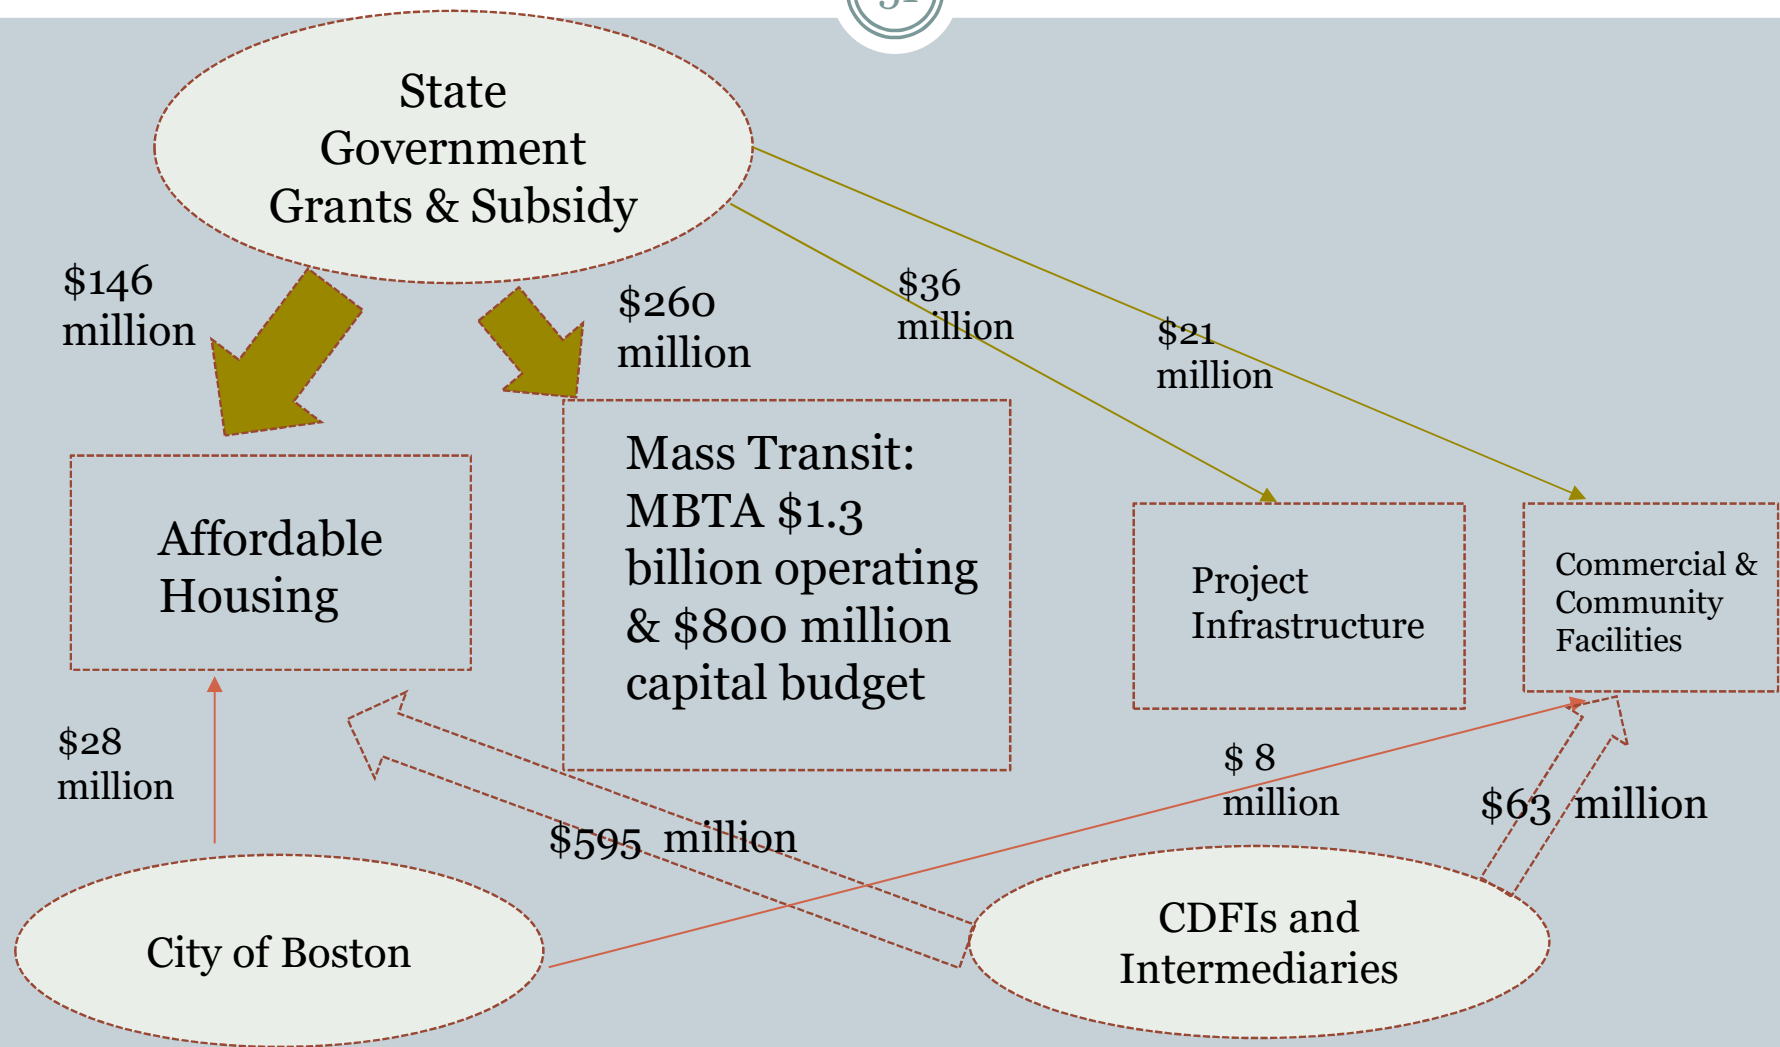 State
Government
Grants & Subsidy
$146
million
$260
million
$36
million
$21
million
Affordable
Housing
Mass Transit:
MBTA $1.3
billion operating
& $800 million
capital budget
Project
Infrastructure
Commercial &
Community
Facilities
$28
million
$595 million
$ 8
million
$63 million
City of Boston
CDFIs and
Intermediaries